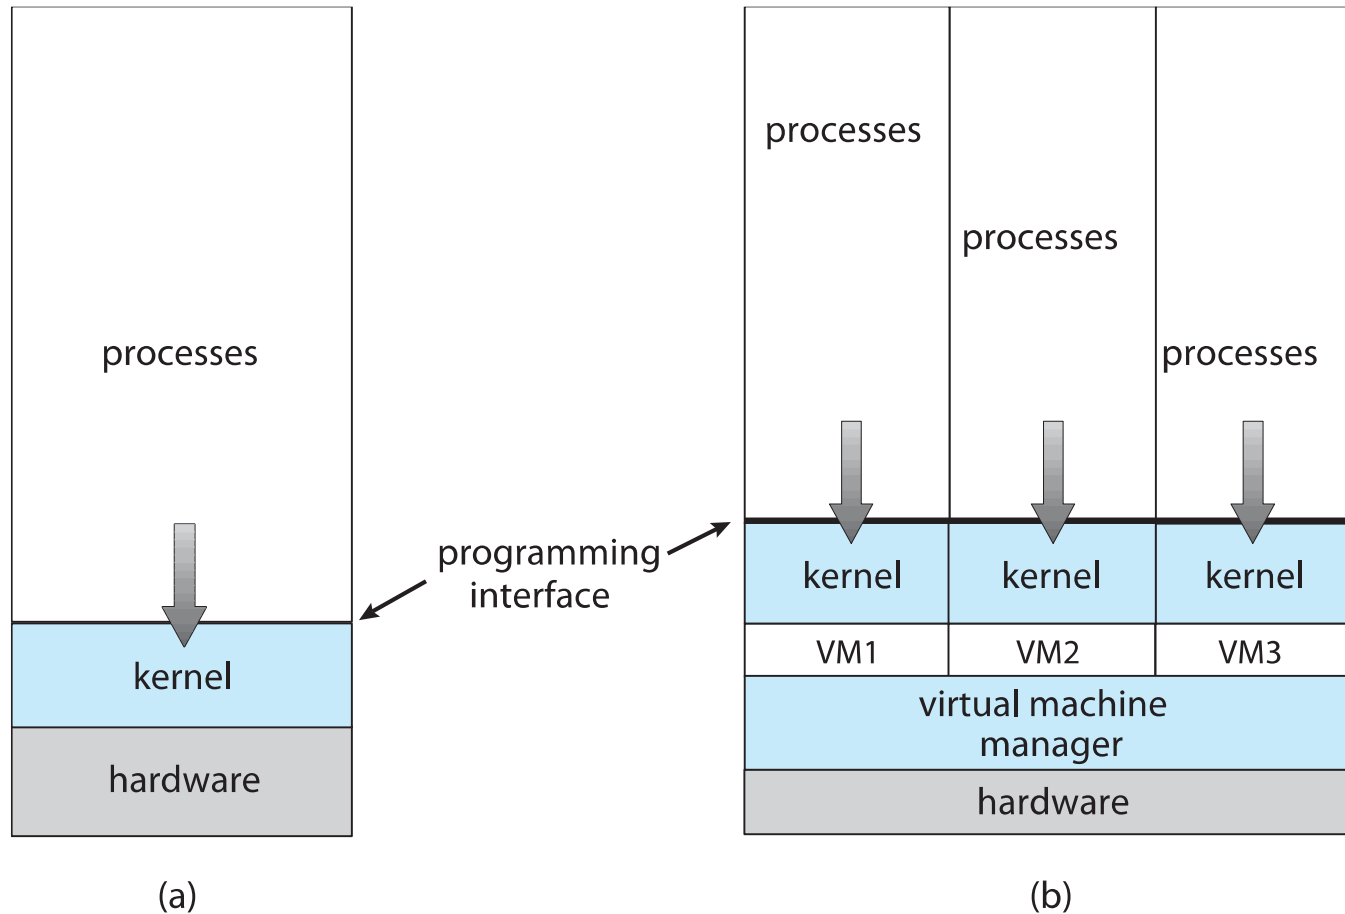 processes
programming
interface
kernel
hardware
(a)
processes
processes
processes
kernel
kernel
kernel
VM1
VM2
VM3
virtual machine
manager
hardware
(b)